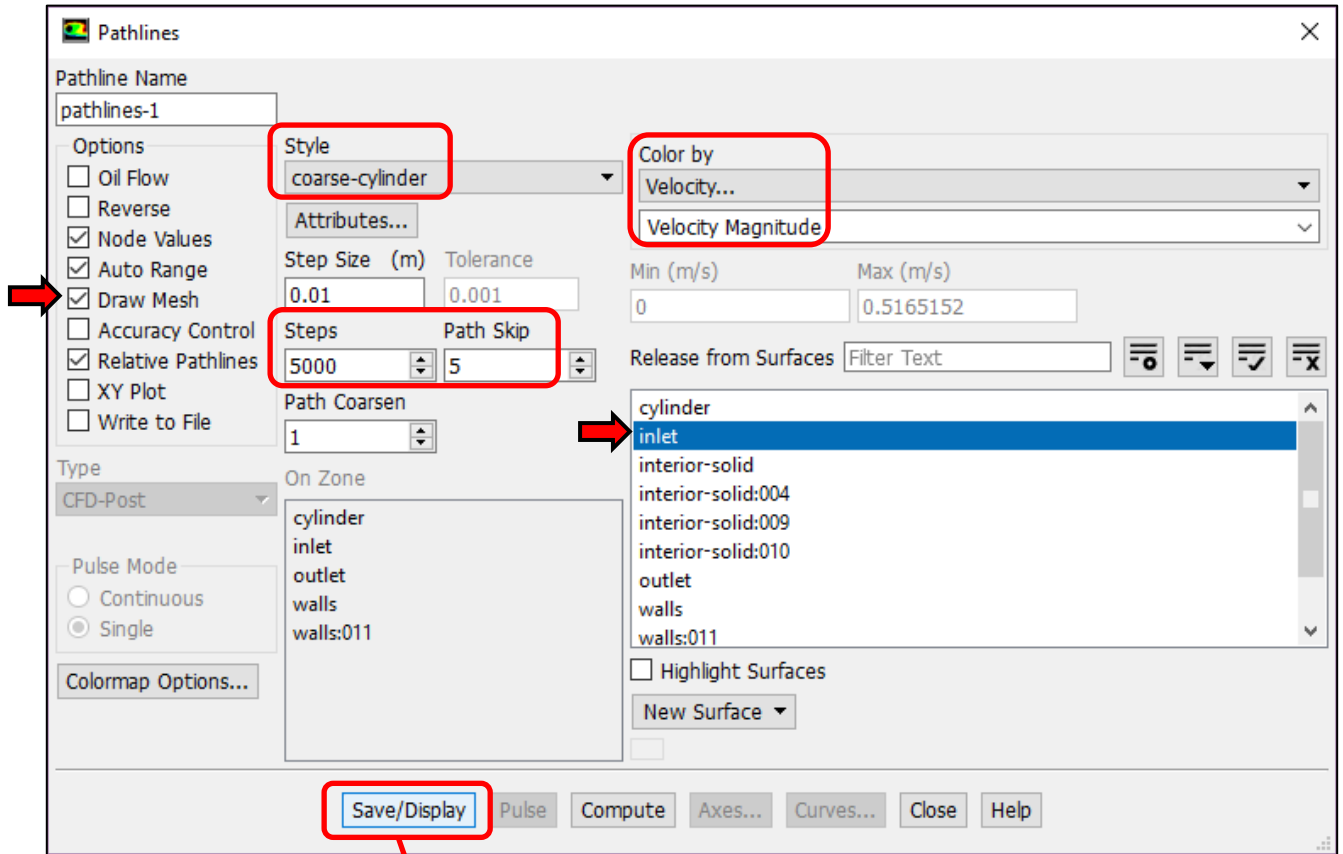 Pathlines
Pathline Name
pathlines-1
Options
Oil Flow
Reverse
Node Values
Auto Range
Draw Mesh
Accuracy Control
Relative Pathlines
XY Plot
Write to File
Type
CFD-Post
Pulse Mode
Continuous
Single
Colormap Options...
Style
coarse-cylinder
Attributes...
Step Size (m) Tolerance
0.01 0.001
Steps Path Skip
5000 5
Path Coarsen
1
On Zone
cylinder
inlet
outlet
walls
walls:011
Color by
Velocity...
Velocity Magnitude
Min (m/s) Max (m/s)
0 0.5165152
Release from Surfaces Filter Text
cylinder
inlet
interior-solid
interior-solid:004
interior-solid:009
interior-solid:010
outlet
walls
walls:011
Highlight Surfaces
New Surface
Save/Display Pulse Compute Axes... Curves... Close Help